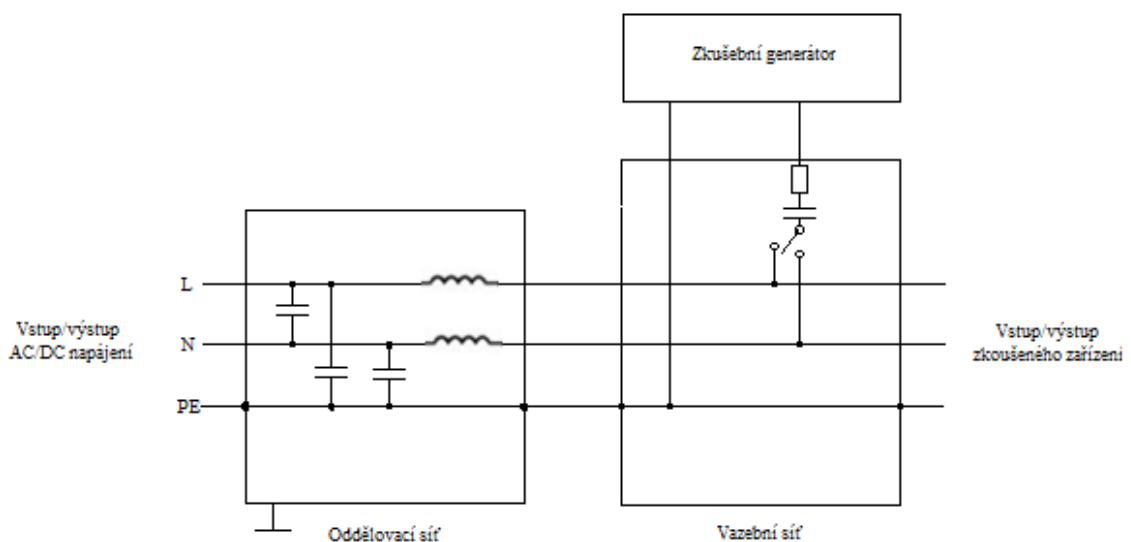 Zkušební generátor
L
Vstup/výstup
AC/DC napájení
N
Vstup/výstup
zkoušeného zařízení
PE
Oddělovací síť
Vazební síť